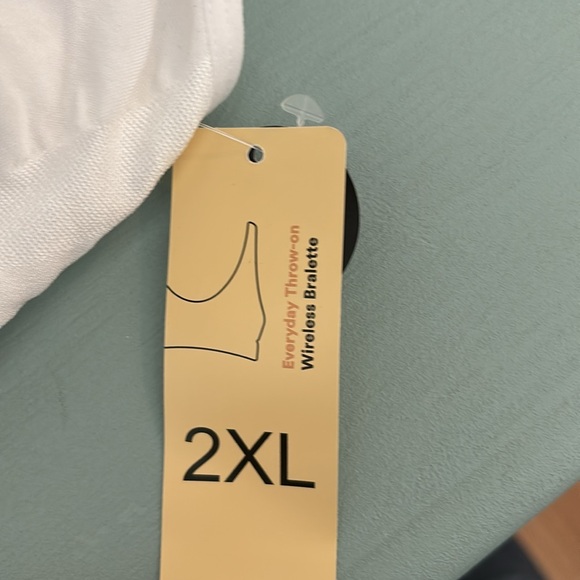 Everyday Throw-on
Wireless Bralette
2XL